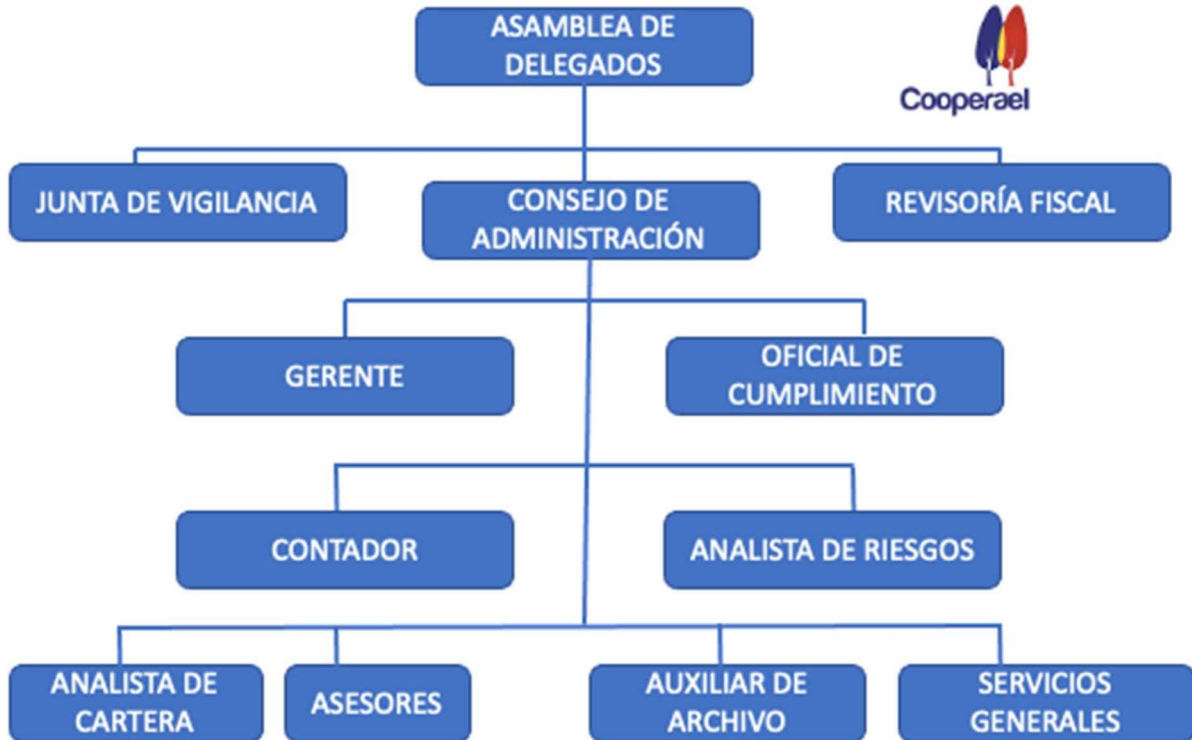 ASAMBLEA DE
DELEGADOS
Cooperael
JUNTA DE VIGILANCIA
CONSEJO DE
ADMINISTRACIÓN
REVISORÍA FISCAL
GERENTE
OFICIAL DE
CUMPLIMIENTO
CONTADOR
ANALISTA DE RIESGOS
ANALISTA DE
CARTERA
ASESORES
AUXILIAR DE
ARCHIVO
SERVICIOS
GENERALES